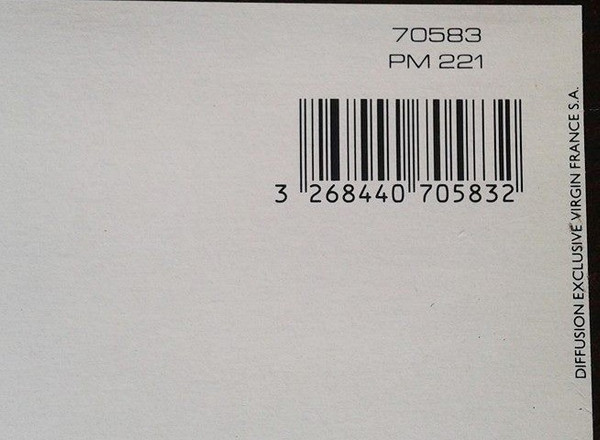 70583
PM 221
3 268440 705832
DIFFUSION EXCLUSIVE VIRGIN FRANCE S.A.